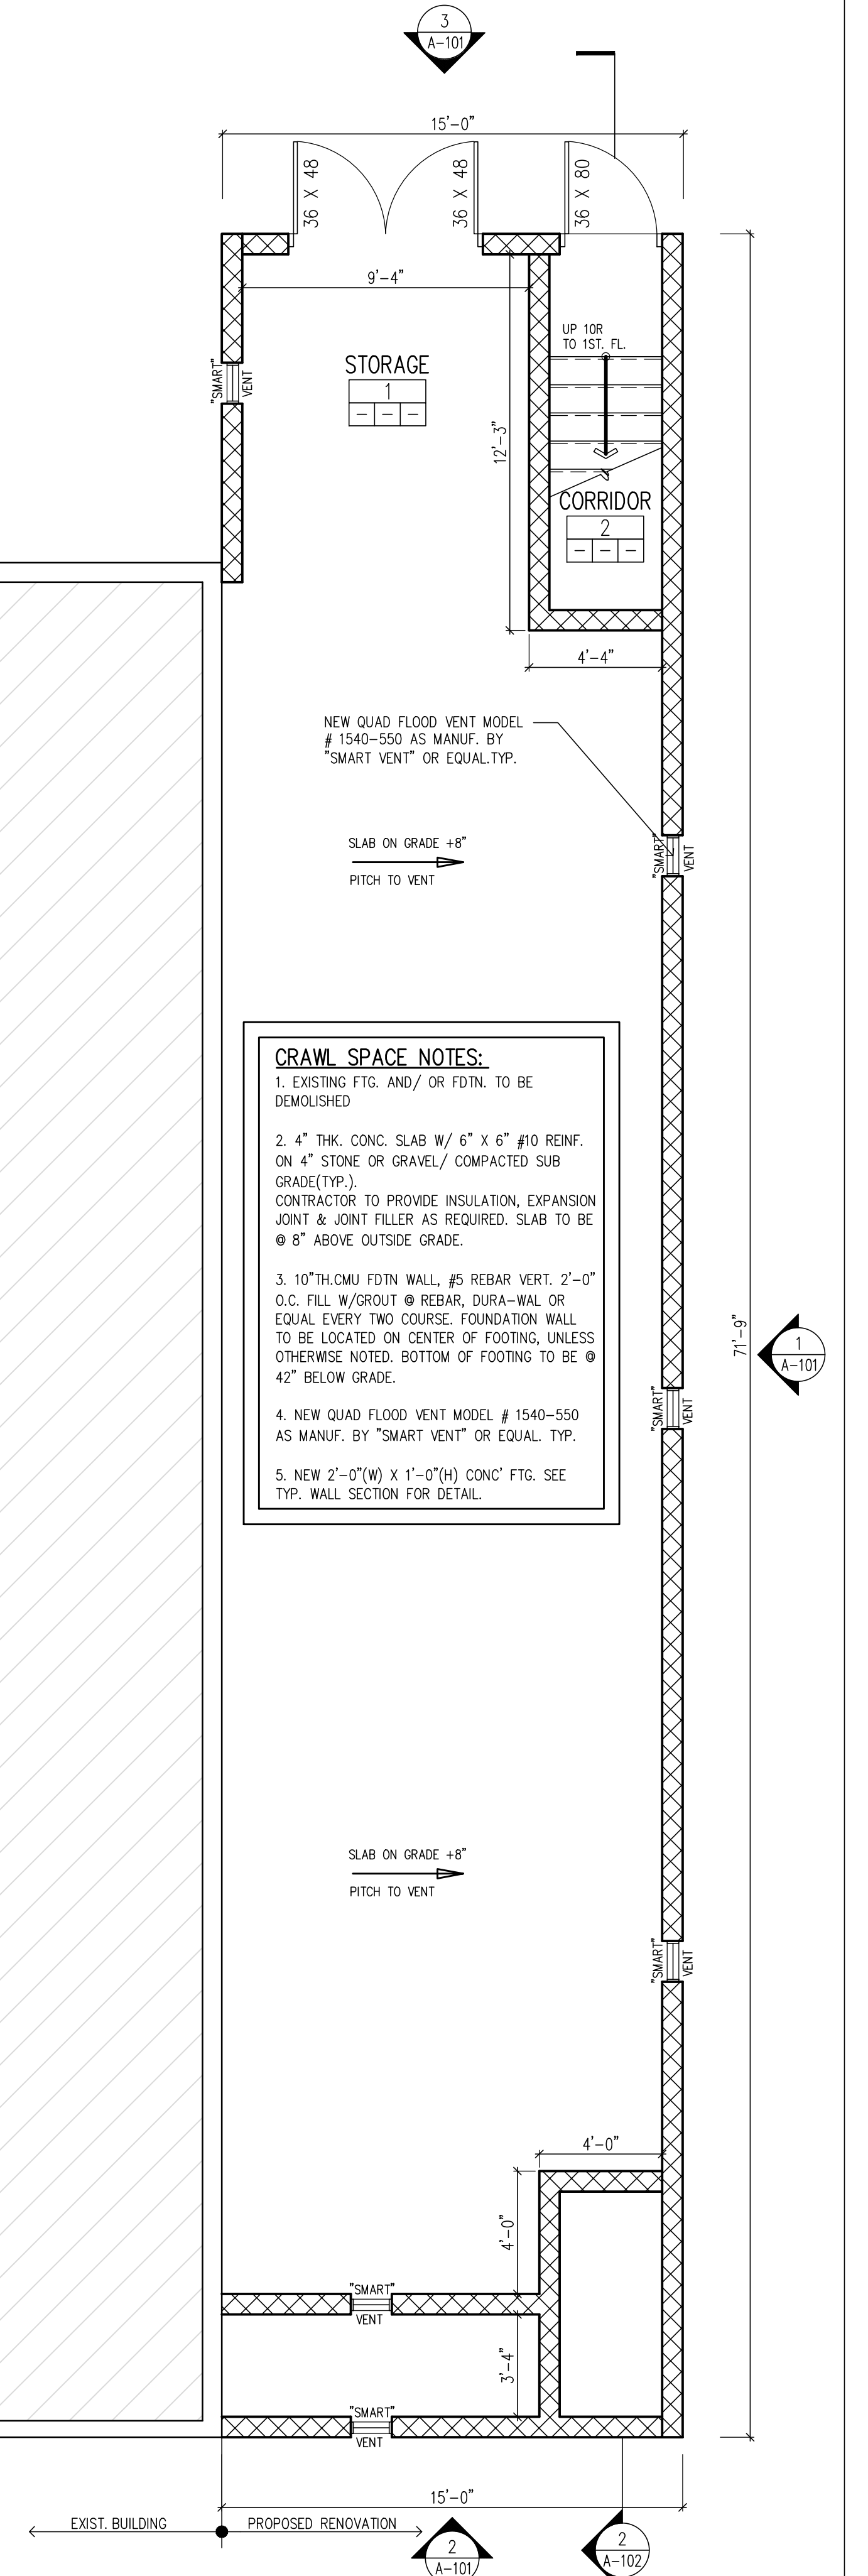 3
A-101
15'-0"
36 X 48
36 X 48
36 X 80
9'-4"
UP 10R
TO 1ST. FL.
STORAGE
1
- - -
"SMART"
VENT
12'-3"
CORRIDOR
2
- - -
4'-4"
NEW QUAD FLOOD VENT MODEL
# 1540-550 AS MANUF. BY
"SMART VENT" OR EQUAL.TYP.
SLAB ON GRADE +8"
PITCH TO VENT
"SMART"
VENT
CRAWL SPACE NOTES:
1. EXISTING FTG. AND/ OR FDTN. TO BE
DEMOLISHED
2. 4" THK. CONC. SLAB W/ 6" X 6" #10 REINF.
ON 4" STONE OR GRAVEL/ COMPACTED SUB
GRADE(TYP.).
CONTRACTOR TO PROVIDE INSULATION, EXPANSION
JOINT & JOINT FILLER AS REQUIRED. SLAB TO BE
@ 8" ABOVE OUTSIDE GRADE.
3. 10"TH.CMU FDTN WALL, #5 REBAR VERT. 2'-0"
O.C. FILL W/GROUT @ REBAR, DURA-WAL OR
EQUAL EVERY TWO COURSE. FOUNDATION WALL
TO BE LOCATED ON CENTER OF FOOTING, UNLESS
OTHERWISE NOTED. BOTTOM OF FOOTING TO BE @
42" BELOW GRADE.
4. NEW QUAD FLOOD VENT MODEL # 1540-550
AS MANUF. BY "SMART VENT" OR EQUAL. TYP.
5. NEW 2'-0"(W) X 1'-0"(H) CONC' FTG. SEE
TYP. WALL SECTION FOR DETAIL.
71'-9"
1
A-101
"SMART"
VENT
SLAB ON GRADE +8"
PITCH TO VENT
"SMART"
VENT
4'-0"
4'-0"
"SMART"
VENT
3'-4"
"SMART"
VENT
15'-0"
EXIST. BUILDING
PROPOSED RENOVATION
2
A-101
2
A-102